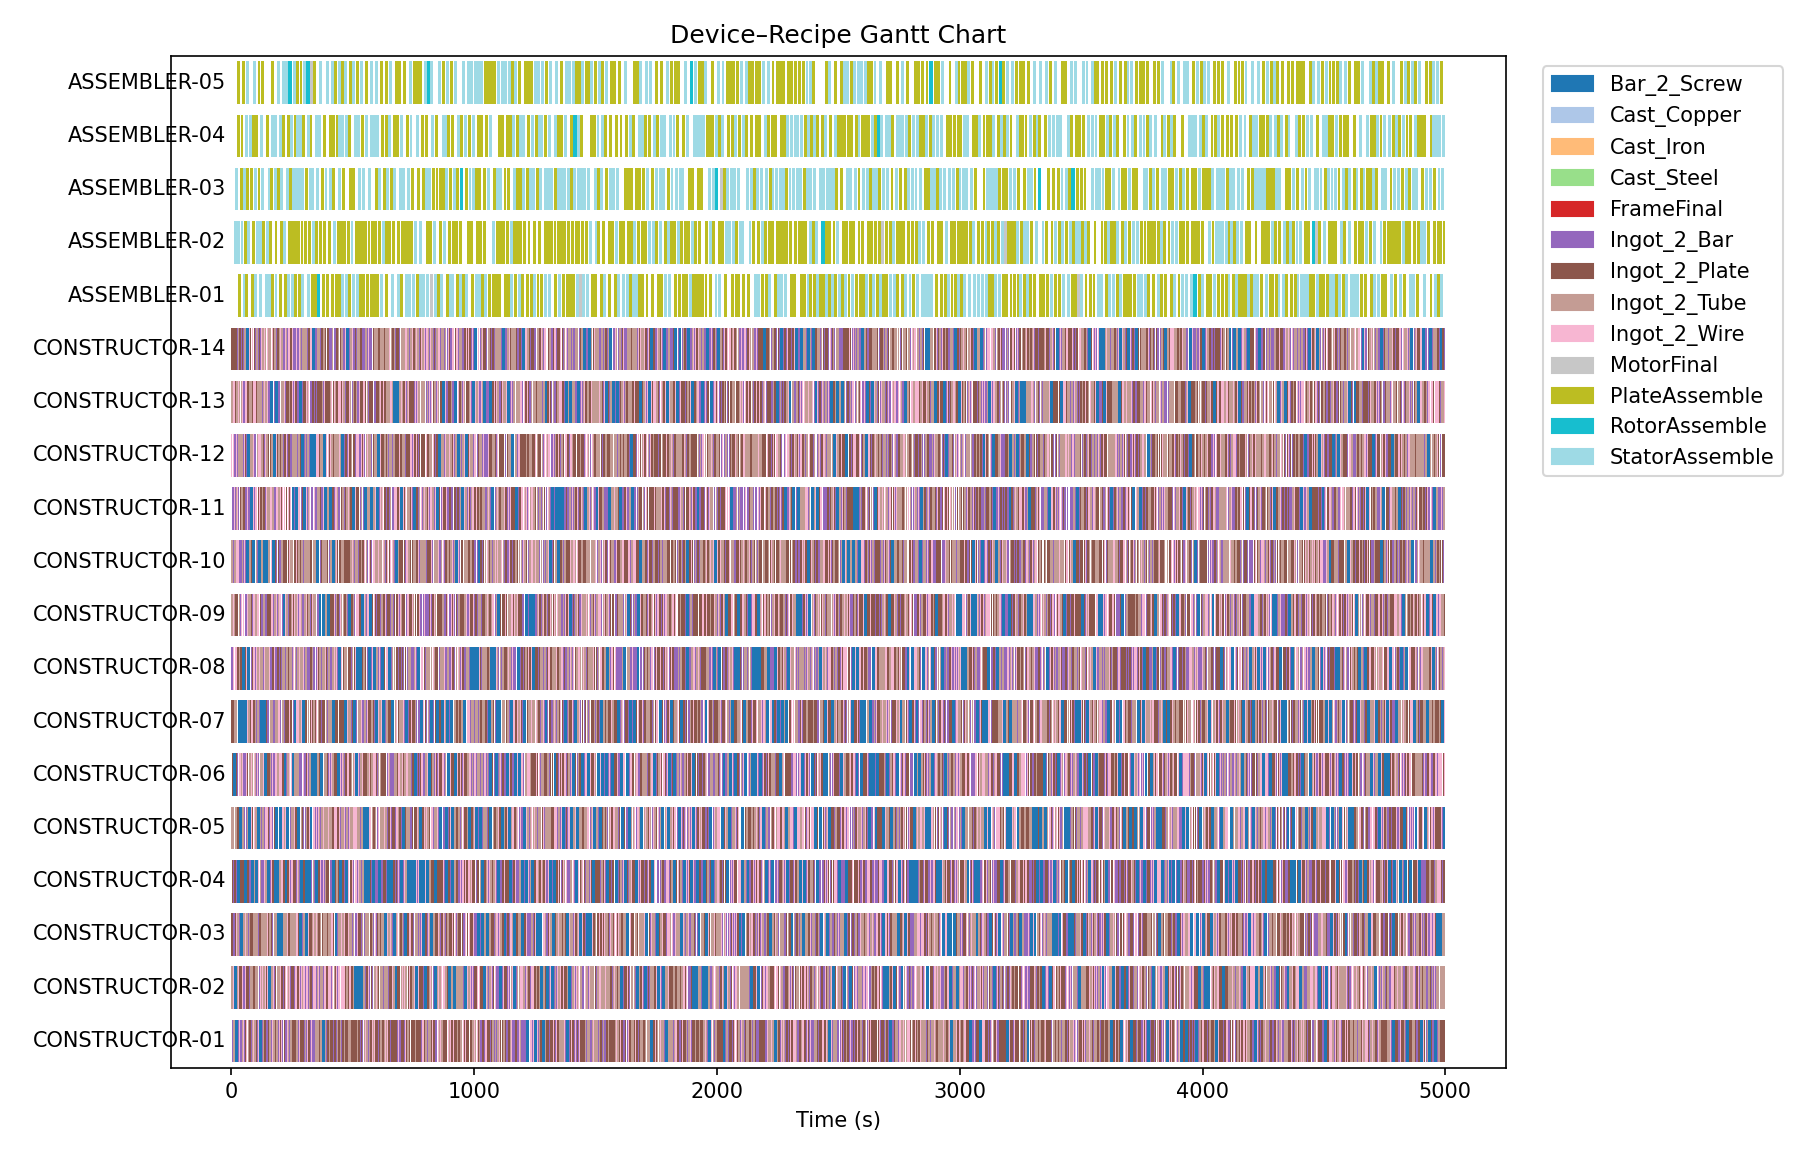 Device–Recipe Gantt Chart
ASSEMBLER-05
ASSEMBLER-04
ASSEMBLER-03
ASSEMBLER-02
ASSEMBLER-01
CONSTRUCTOR-14
CONSTRUCTOR-13
CONSTRUCTOR-12
CONSTRUCTOR-11
CONSTRUCTOR-10
CONSTRUCTOR-09
CONSTRUCTOR-08
CONSTRUCTOR-07
CONSTRUCTOR-06
CONSTRUCTOR-05
CONSTRUCTOR-04
CONSTRUCTOR-03
CONSTRUCTOR-02
CONSTRUCTOR-01
0 1000 2000 3000 4000 5000
Time (s)
Bar_2_Screw
Cast_Copper
Cast_Iron
Cast_Steel
FrameFinal
Ingot_2_Bar
Ingot_2_Plate
Ingot_2_Tube
Ingot_2_Wire
MotorFinal
PlateAssemble
RotorAssemble
StatorAssemble